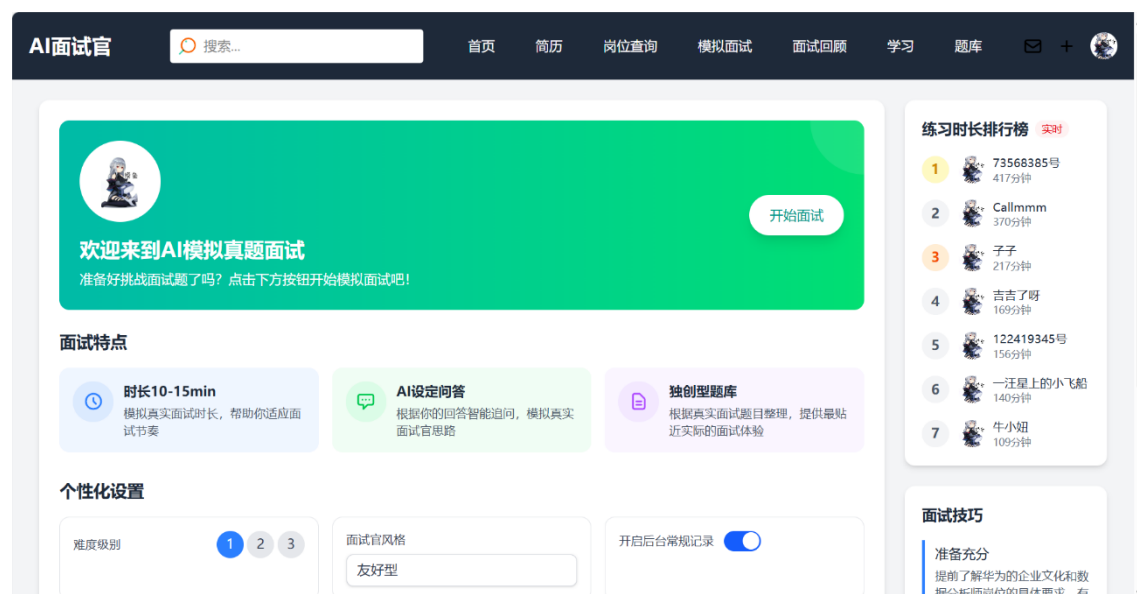 AI面试官
搜索...
首页
简历
岗位查询
模拟面试
面试回顾
学习
题库
欢迎来到AI模拟真题面试
准备好挑战面试题了吗？点击下方按钮开始模拟面试吧！
开始面试
面试特点
时长10-15min
模拟真实面试时长，帮助你适应面
试节奏
AI设定问答
根据你的回答智能追问，模拟真实
面试官思路
独创型题库
根据真实面试题目整理，提供最贴
近实际的面试体验
个性化设置
难度级别
1 2 3
面试官风格
友好型
开启后台常规记录
练习时长排行榜 实时
1
73568385号
417分钟
2
Callmmm
370分钟
3
孑孑
217分钟
4
吉吉了呀
169分钟
5
122419345号
156分钟
6
一汪星上的小飞船
140分钟
7
牛小妞
109分钟
面试技巧
准备充分
提前了解华为的企业文化和数
据分析师岗位的具体要求，有